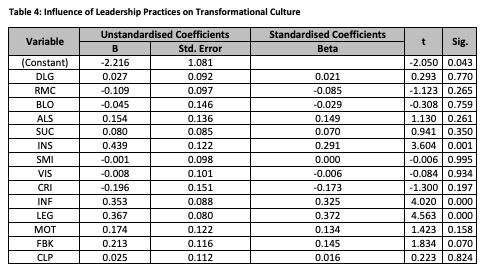 Table 4: Influence of Leadership Practices on Transformational Culture
Variable Unstandardised Coefficients Standardised Coefficients t Sig.
B Std. Error Beta
(Constant) -2.216 1.081 -2.050 0.043
DLG 0.027 0.092 0.021 0.293 0.770
RMC -0.109 0.097 -0.085 -1.123 0.265
BLO -0.045 0.146 -0.029 -0.308 0.759
ALS 0.154 0.136 0.149 1.130 0.261
SUC 0.080 0.085 0.070 0.941 0.350
INS 0.439 0.122 0.291 3.604 0.001
SMI -0.001 0.098 0.000 -0.006 0.995
VIS -0.008 0.101 -0.006 -0.084 0.934
CRI -0.196 0.151 -0.173 -1.300 0.197
INF 0.353 0.088 0.325 4.020 0.000
LEG 0.367 0.080 0.372 4.563 0.000
MOT 0.174 0.122 0.134 1.423 0.158
FBK 0.213 0.116 0.145 1.834 0.070
CLP 0.025 0.112 0.016 0.223 0.824